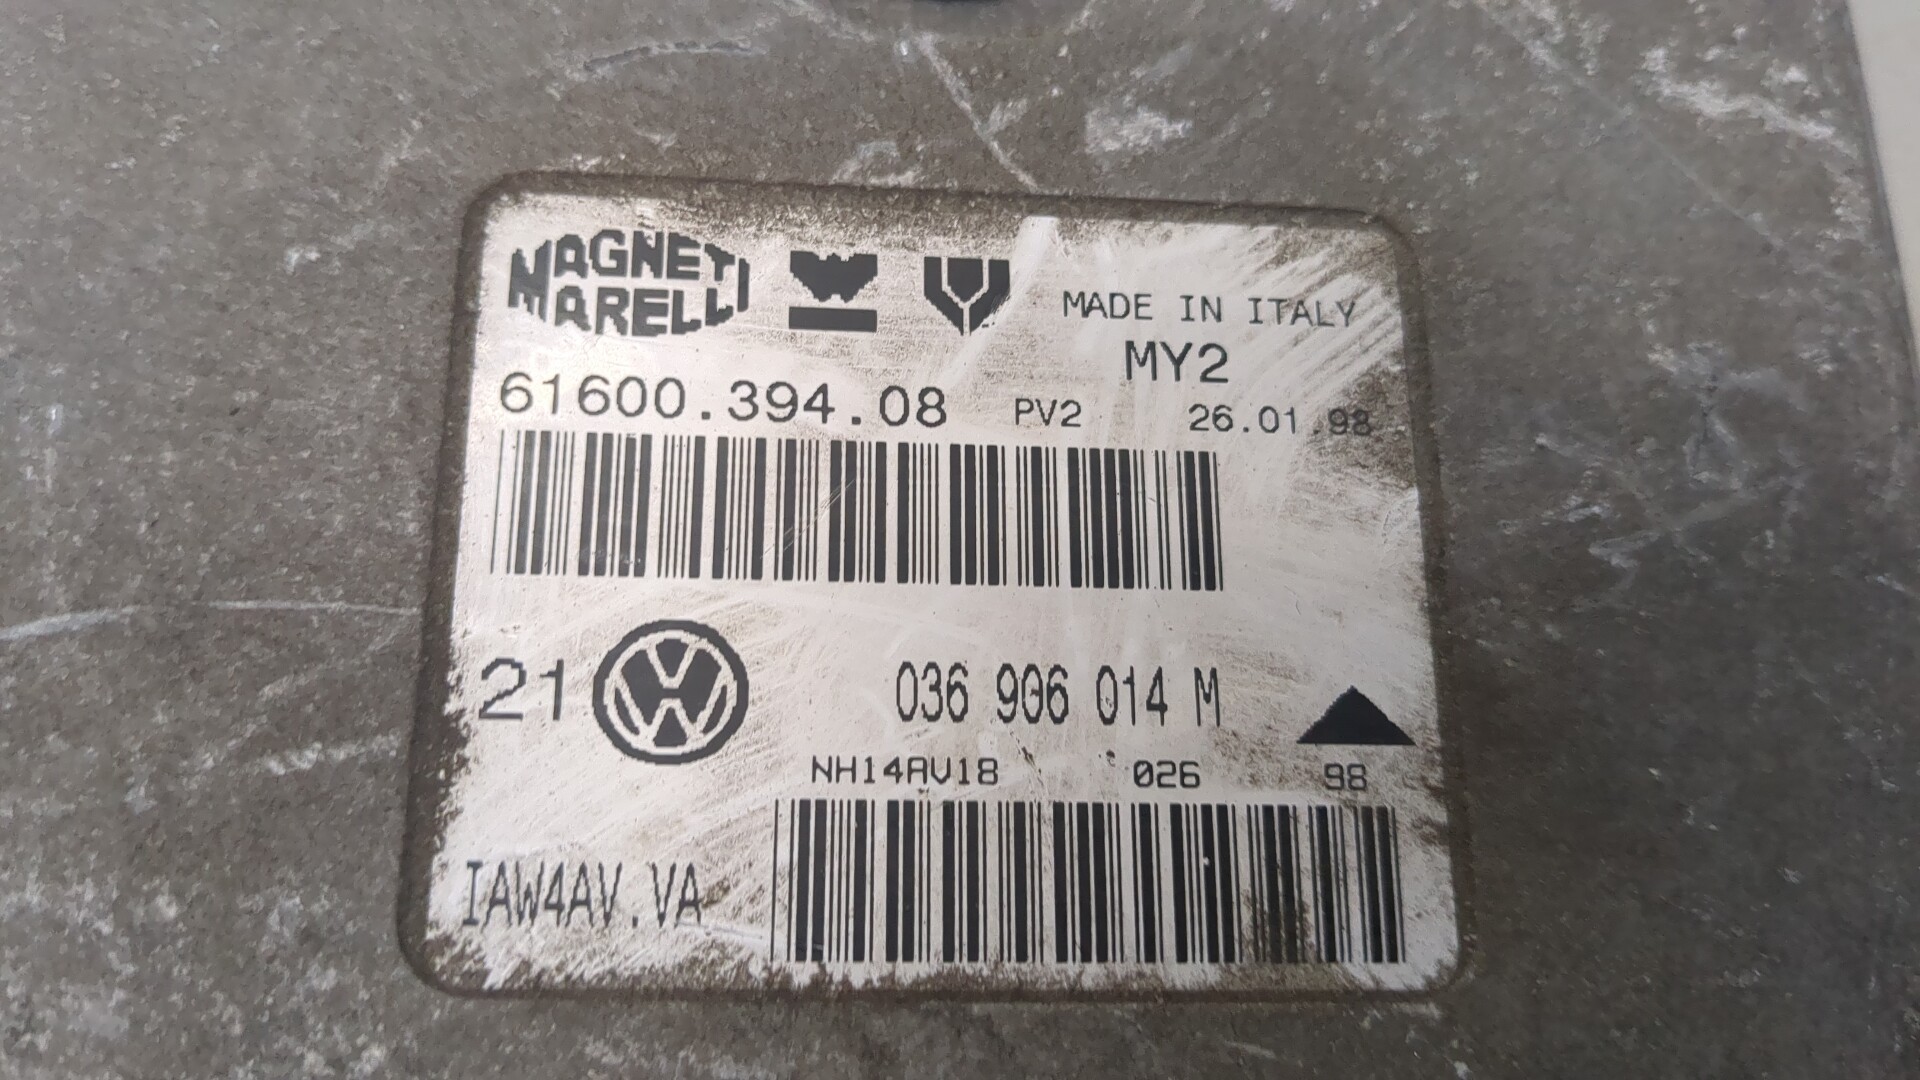 MAGNETI
MARELLI
MADE IN ITALY
MY2
61600.394.08 PV2 26.01.98
21 036 906 014 M
NH14AV18 026 98
IAW4AV.VA